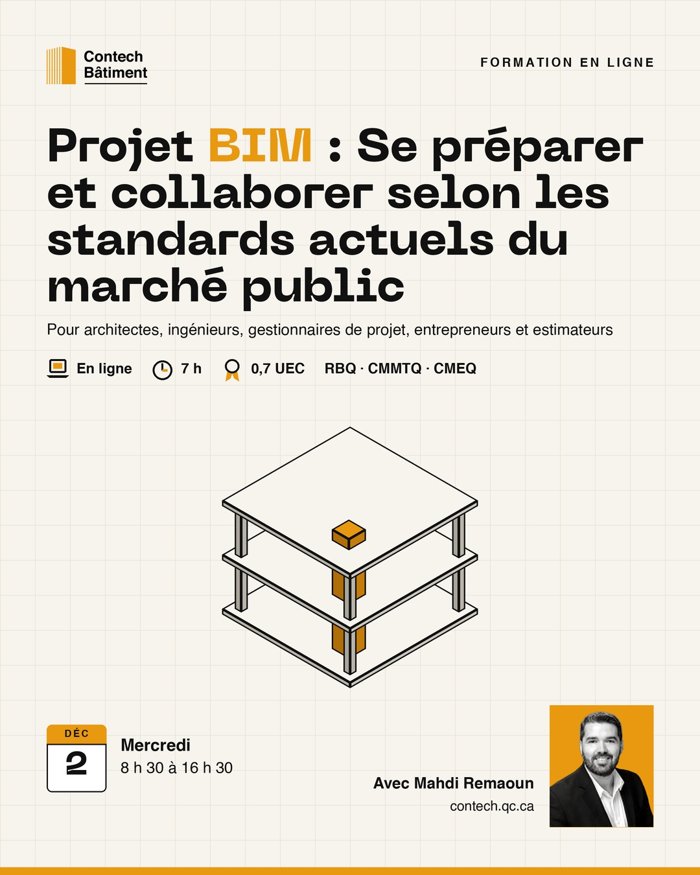 Contech
Bâtiment
FORMATION EN LIGNE
Projet BIM : Se préparer
et collaborer selon les
standards actuels du
marché public
Pour architectes, ingénieurs, gestionnaires de projet, entrepreneurs et estimateurs
En ligne 7 h 0,7 UEC RBQ · CMMTQ · CMEQ
DÉC
2
Mercredi
8 h 30 à 16 h 30
Avec Mahdi Remaoun
contech.qc.ca